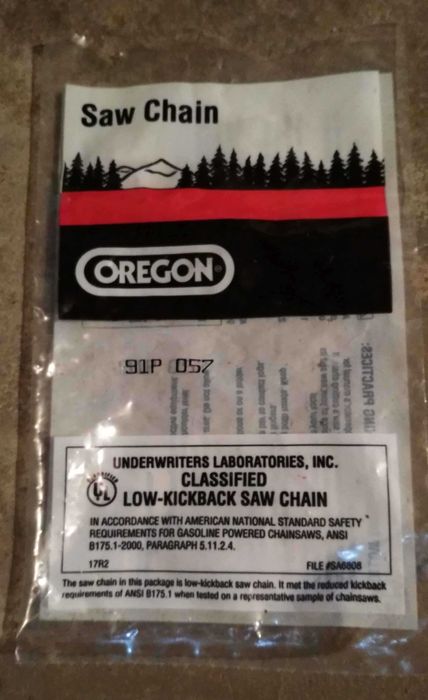 Saw Chain
OREGON®
91P 057
KING PRACTICES:
UNDERWRITERS LABORATORIES, INC.
CLASSIFIED
UL
LOW-KICKBACK SAW CHAIN
IN ACCORDANCE WITH AMERICAN NATIONAL STANDARD SAFETY
REQUIREMENTS FOR GASOLINE POWERED CHAINSAWS, ANSI
B175.1-2000, PARAGRAPH 5.11.2.4.
17R2 FILE #SA6808
The saw chain in this package is low-kickback saw chain. It met the reduced kickback
requirements of ANSI B175.1 when tested on a representative sample of chainsaws.